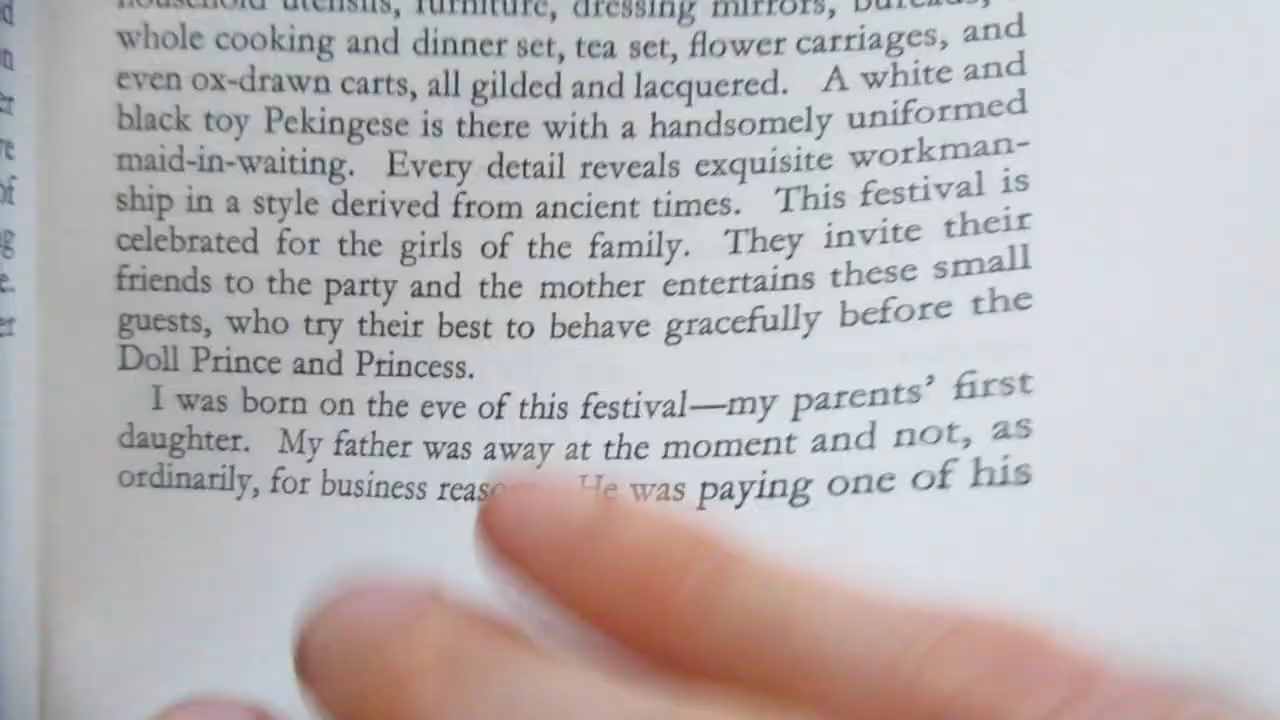 household utensils, furniture, dressing mirrors,
whole cooking and dinner set, tea set, flower carriages, and
even ox-drawn carts, all gilded and lacquered. A white and
black toy Pekingese is there with a handsomely uniformed
maid-in-waiting. Every detail reveals exquisite workman-
ship in a style derived from ancient times. This festival is
celebrated for the girls of the family. They invite their
friends to the party and the mother entertains these small
guests, who try their best to behave gracefully before the
Doll Prince and Princess.
I was born on the eve of this festival—my parents’ first
daughter. My father was away at the moment and not, as
ordinarily, for business He was paying one of his